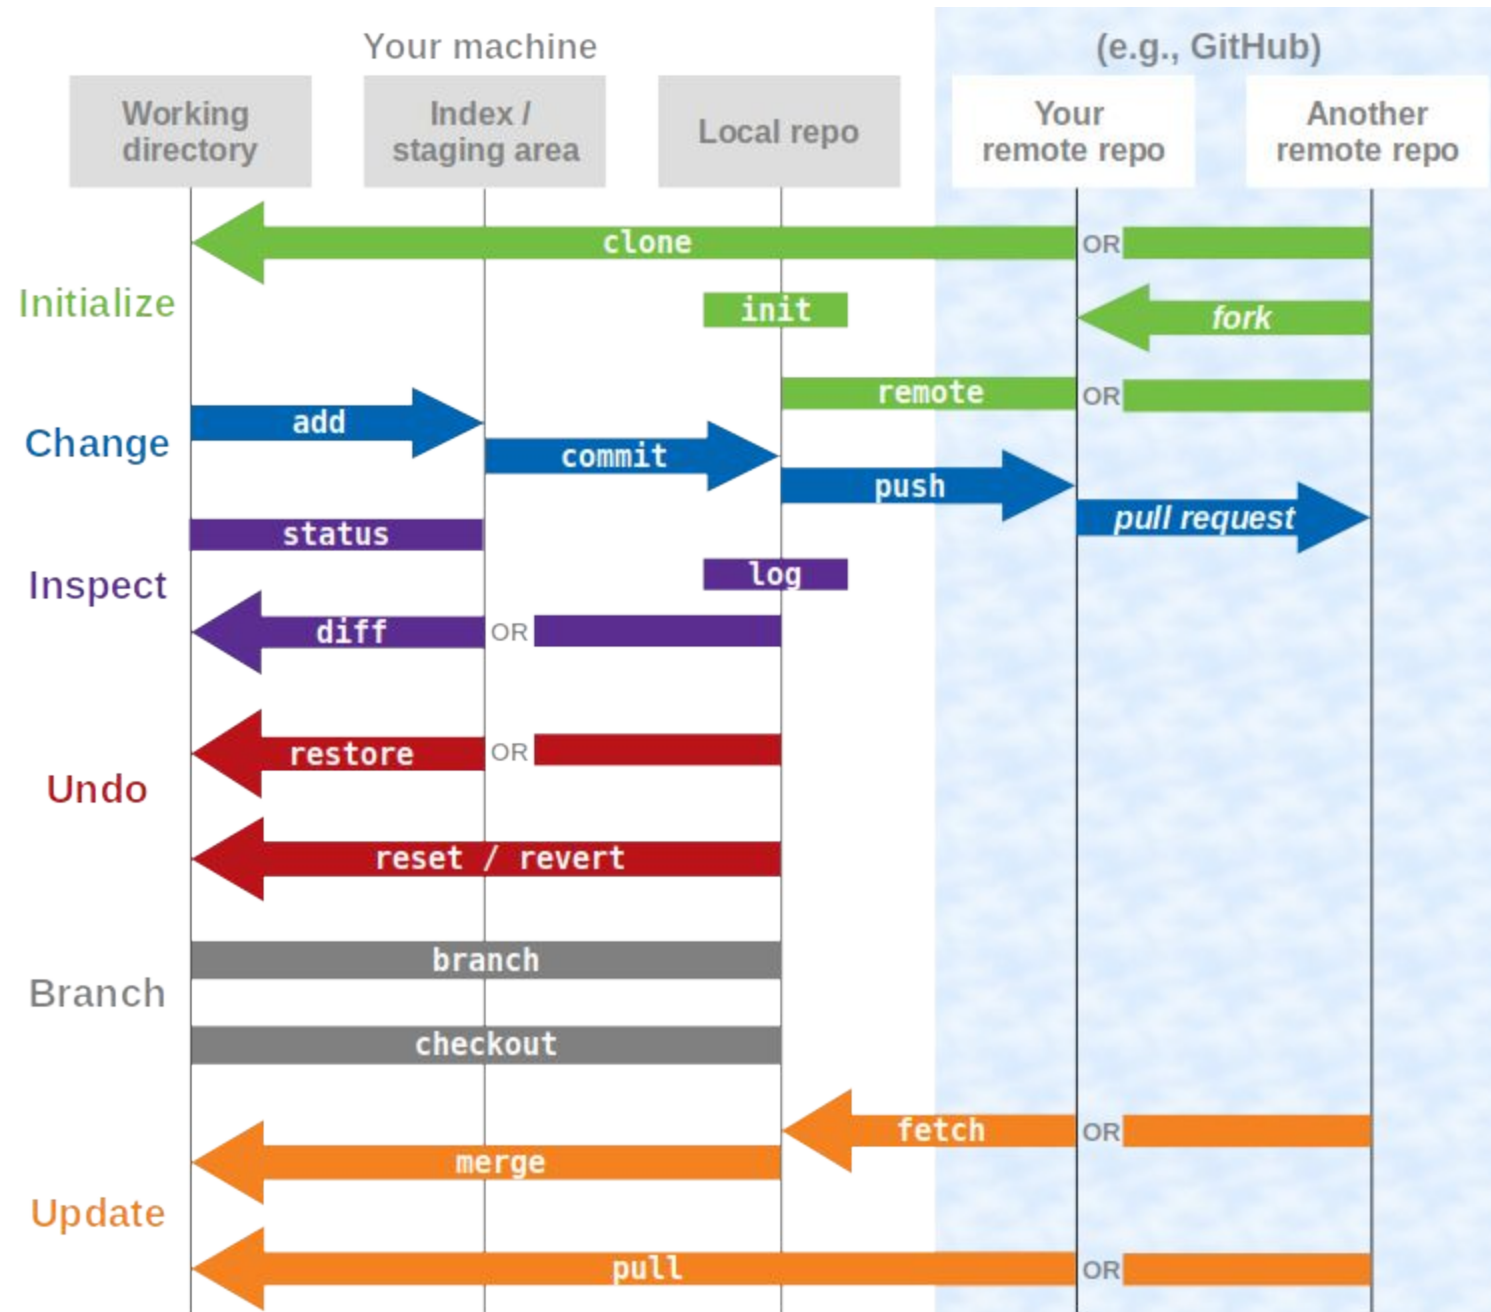 Your machine
(e.g., GitHub)
Working
directory
Index /
staging area
Local repo
Your
remote repo
Another
remote repo
clone
OR
Initialize
init
fork
remote
OR
Change
add
commit
push
pull request
status
Inspect
log
diff
OR
restore
OR
Undo
reset / revert
branch
Branch
checkout
fetch
OR
merge
Update
pull
OR